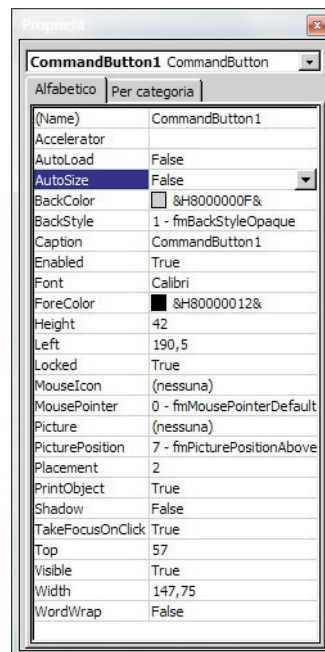 Proprietà
CommandButton1 CommandButton
Alfabetico Per categoria
(Name) CommandButton1
Accelerator
AutoLoad False
AutoSize False
BackColor &H8000000F&
BackStyle 1 - fmBackStyleOpaque
Caption CommandButton1
Enabled True
Font Calibri
ForeColor &H80000012&
Height 42
Left 190,5
Locked True
MouseIcon (nessuna)
MousePointer 0 - fmMousePointerDefault
Picture (nessuna)
PicturePosition 7 - fmPicturePositionAbove
Placement 2
PrintObject True
Shadow False
TakeFocusOnClick True
Top 57
Visible True
Width 147,75
WordWrap False